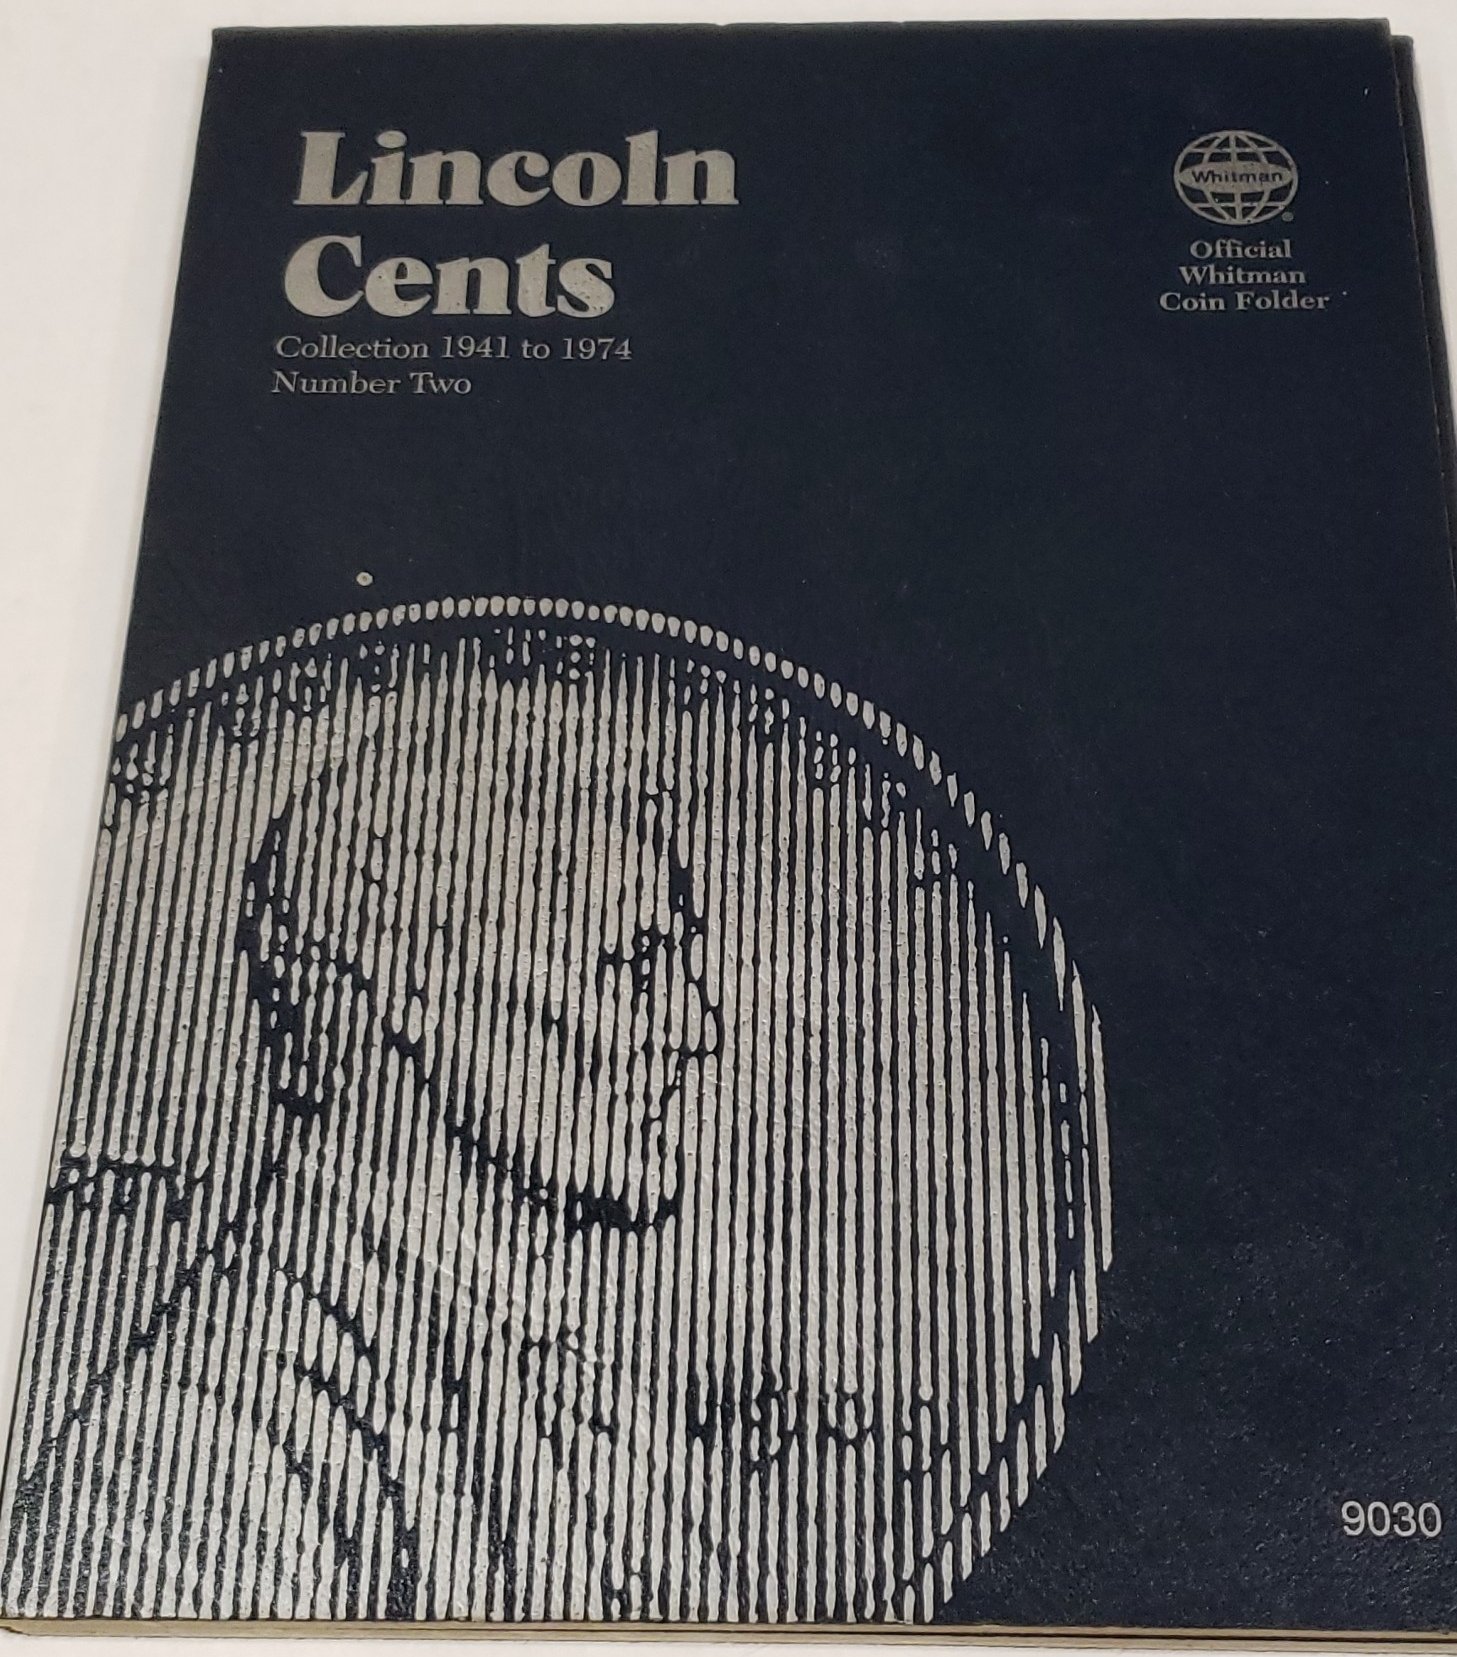 Lincoln
Cents
Collection 1941 to 1974
Number Two
Whitman
®
Official
Whitman
Coin Folder
9030